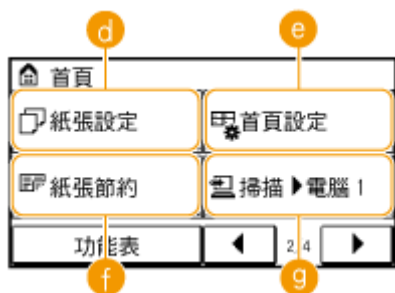 d e
首頁
紙張設定 首頁設定
紙張節約 掃描▶電腦 1
功能表 ◀ 2/4 ▶
f g